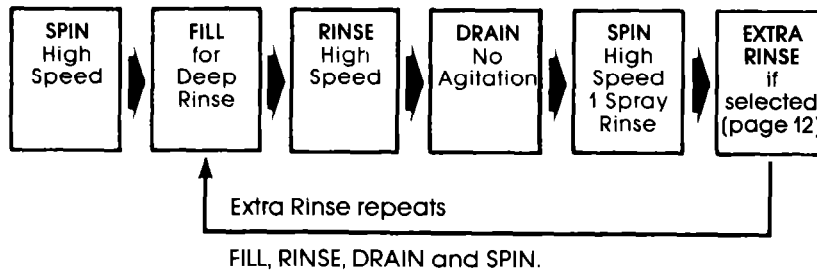 SPIN
High
Speed
FILL
for
Deep
Rinse
RINSE
High
Speed
DRAIN
No
Agitation
SPIN
High
Speed
1 Spray
Rinse
EXTRA
RINSE
if
selected
(page 12)
Extra Rinse repeats
FILL, RINSE, DRAIN and SPIN.